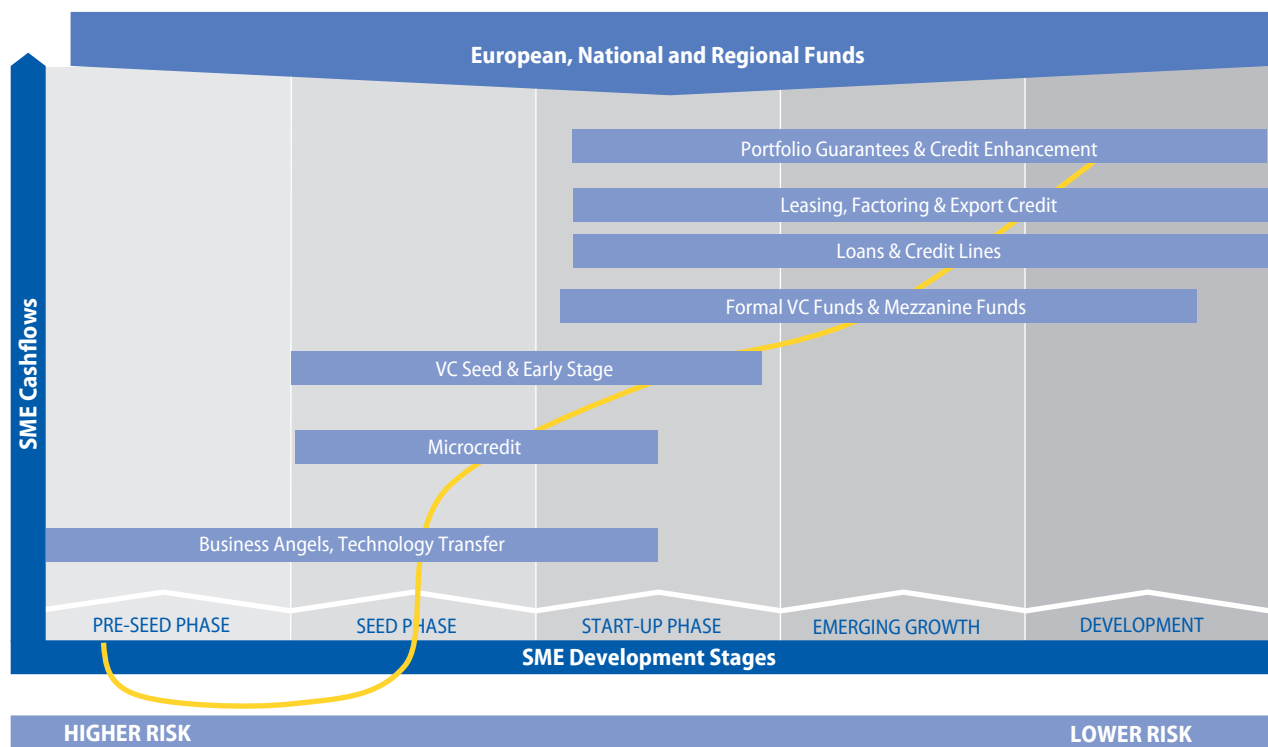 European, National and Regional Funds
Portfolio Guarantees & Credit Enhancement
Leasing, Factoring & Export Credit
Loans & Credit Lines
Formal VC Funds & Mezzanine Funds
VC Seed & Early Stage
Microcredit
Business Angels, Technology Transfer
SME Cashflows
PRE-SEED PHASE
SEED PHASE
START-UP PHASE
EMERGING GROWTH
DEVELOPMENT
SME Development Stages
HIGHER RISK
LOWER RISK